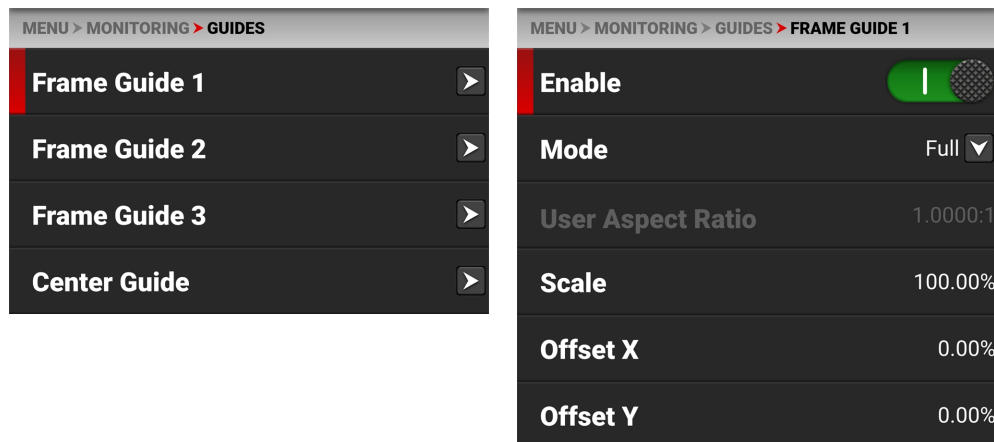 MENU > MONITORING > GUIDES
Frame Guide 1
Frame Guide 2
Frame Guide 3
Center Guide
MENU > MONITORING > GUIDES > FRAME GUIDE 1
Enable
Mode Full
User Aspect Ratio 1.0000:1
Scale 100.00%
Offset X 0.00%
Offset Y 0.00%